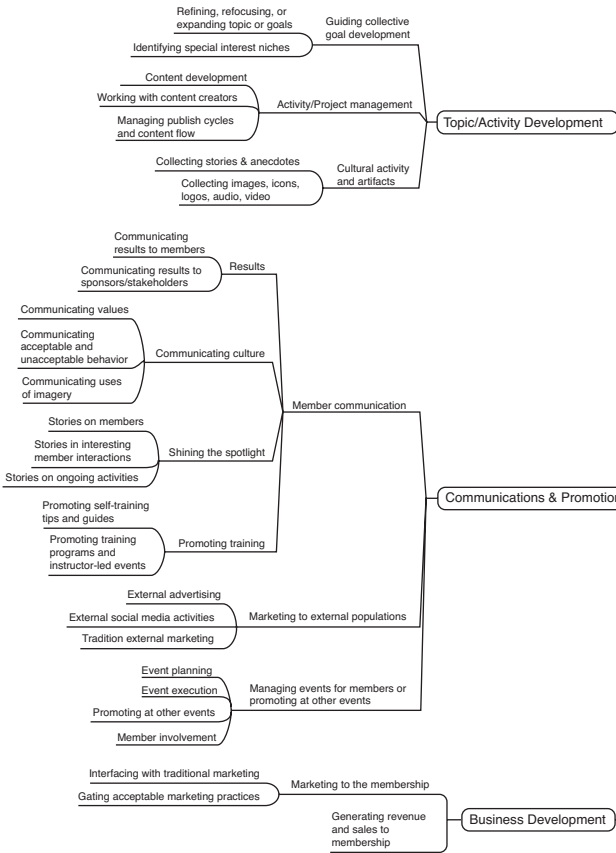 Refining, refocusing, or
expanding topic or goals
Identifying special interest niches
Guiding collective
goal development
Content development
Working with content creators
Managing publish cycles
and content flow
Activity/Project management
Collecting stories & anecdotes
Collecting images, icons,
logos, audio, video
Cultural activity
and artifacts
Topic/Activity Development
Communicating
results to members
Communicating results to
sponsors/stakeholders
Results
Communicating values
Communicating
acceptable and
unacceptable behavior
Communicating uses
of imagery
Communicating culture
Stories on members
Stories in interesting
member interactions
Stories on ongoing activities
Shining the spotlight
Promoting self-training
tips and guides
Promoting training
programs and
instructor-led events
Promoting training
Member communication
External advertising
External social media activities
Tradition external marketing
Marketing to external populations
Event planning
Event execution
Promoting at other events
Member involvement
Managing events for members or
promoting at other events
Communications & Promotion
Interfacing with traditional marketing
Gating acceptable marketing practices
Marketing to the membership
Generating revenue
and sales to
membership
Business Development